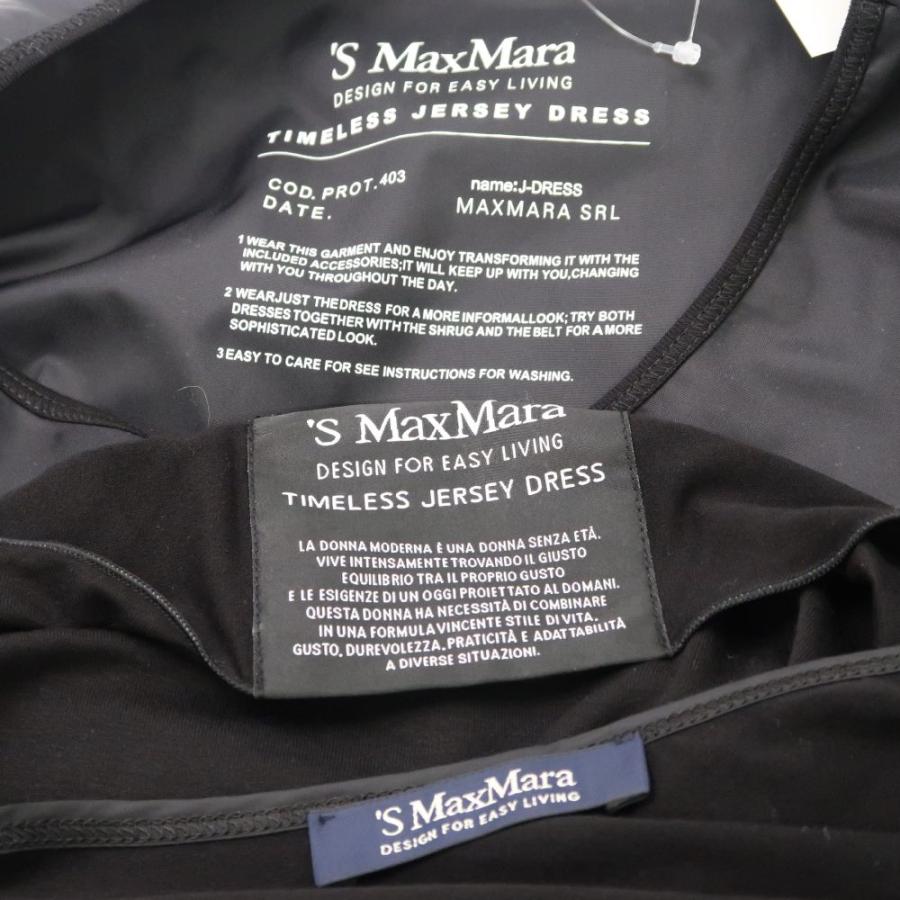 'S MaxMara
DESIGN FOR EASY LIVING
TIMELESS JERSEY DRESS
COD. PROT.403
DATE.
name:J-DRESS
MAXMARA SRL
1 WEAR THIS GARMENT AND ENJOY TRANSFORMING IT WITH THE
INCLUDED ACCESSORIES;IT WILL KEEP UP WITH YOU,CHANGING
WITH YOU THROUGHOUT THE DAY.
2 WEARJUST THEDRESS FOR A MORE INFORMALLOOK; TRY BOTH
DRESSES TOGETHER WITH THE SHRUG AND THE BELT FOR A MORE
SOPHISTICATED LOOK.
3 EASY TO CARE FOR SEE INSTRUCTIONS FOR WASHING.
'S MaxMara
DESIGN FOR EASY LIVING
TIMELESS JERSEY DRESS
LA DONNA MODERNA È UNA DONNA SENZA ETÀ.
VIVE INTENSAMENTE TROVANDO IL GIUSTO
EQUILIBRIO TRA IL PROPRIO GUSTO
E LE ESIGENZE DI UN OGGI PROIETTATO AL DOMANI.
QUESTA DONNA HA NECESSITÀ DI COMBINARE
IN UNA FORMULA VINCENTE STILE DI VITA.
GUSTO, DUREVOLEZZA, PRATICITÀ E ADATTABILITÀ
A DIVERSE SITUAZIONI.
'S MaxMara
DESIGN FOR EASY LIVING